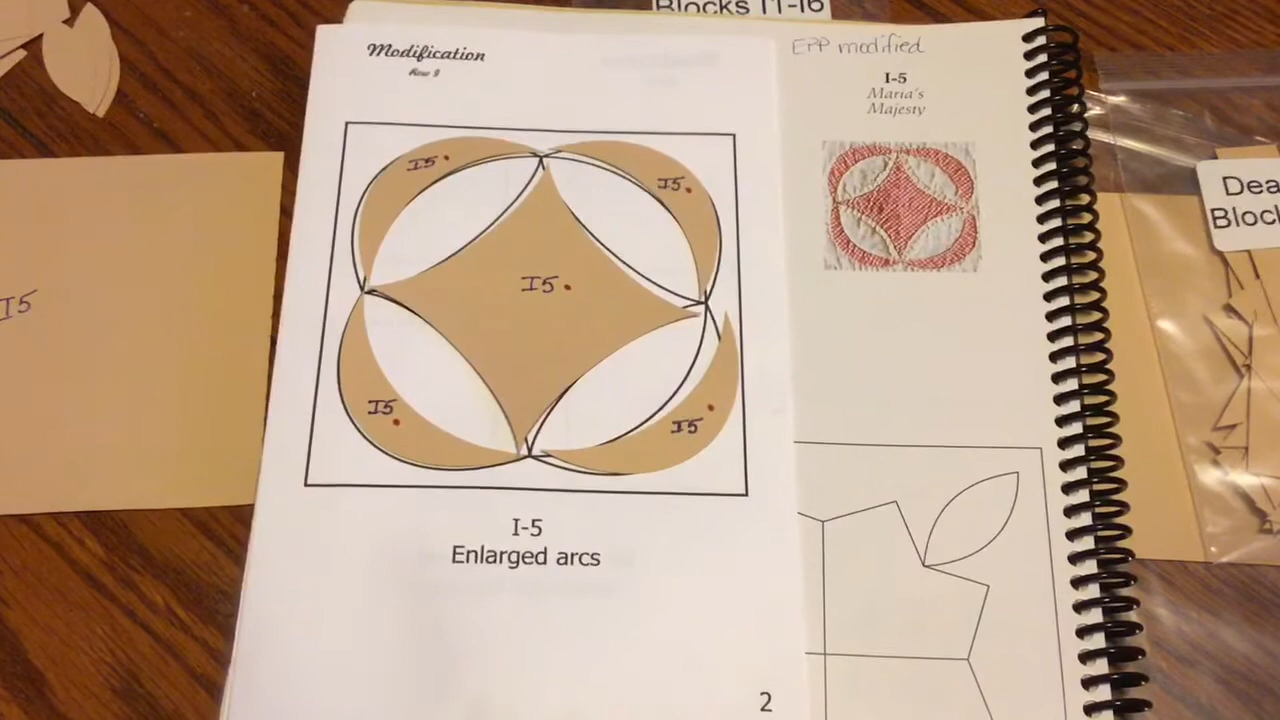 Blocks I1-I6
Modification
Row 9
I5
I5
I5
I5
I5
I5
I-5
Enlarged arcs
2
EPP modified
I-5
Maria's
Majesty
Dea
Block